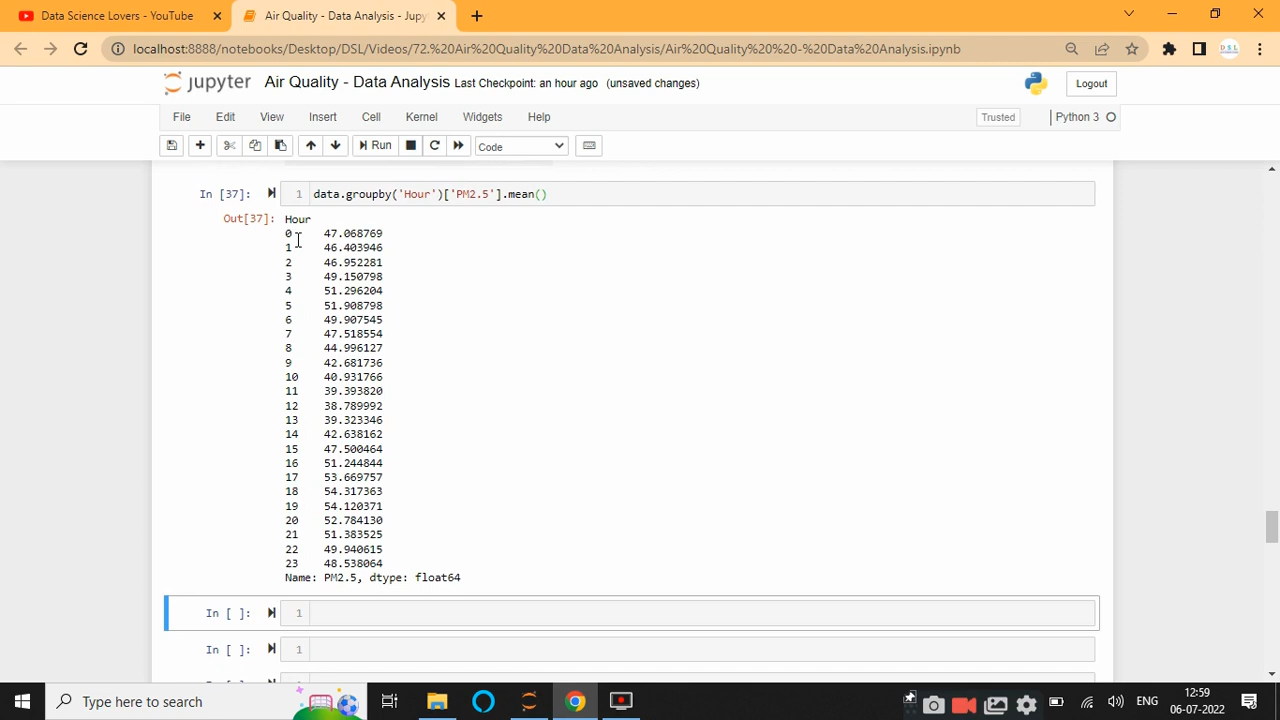 Data Science Lovers - YouTube
Air Quality - Data Analysis - Jupy
localhost:8888/notebooks/Desktop/DSL/Videos/72.%20Air%20Quality%20Data%20Analysis/Air%20Quality%20%20-%20Data%20Analysis.ipynb
DSL
jupyter Air Quality - Data Analysis Last Checkpoint: an hour ago (unsaved changes)
Logout
File Edit View Insert Cell Kernel Widgets Help
Trusted
Python 3
Run
Code
In [37]: 1 data.groupby('Hour')['PM2.5'].mean()
Out[37]: Hour
0 47.068769
1 46.403946
2 46.952281
3 49.150798
4 51.296204
5 51.908798
6 49.907545
7 47.518554
8 44.996127
9 42.681736
10 40.931766
11 39.393820
12 38.789992
13 39.323346
14 42.638162
15 47.500464
16 51.244844
17 53.669757
18 54.317363
19 54.120371
20 52.784130
21 51.383525
22 49.940615
23 48.538064
Name: PM2.5, dtype: float64
In [ ]: 1
In [ ]: 1
Type here to search
ENG
12:59
06-07-2022